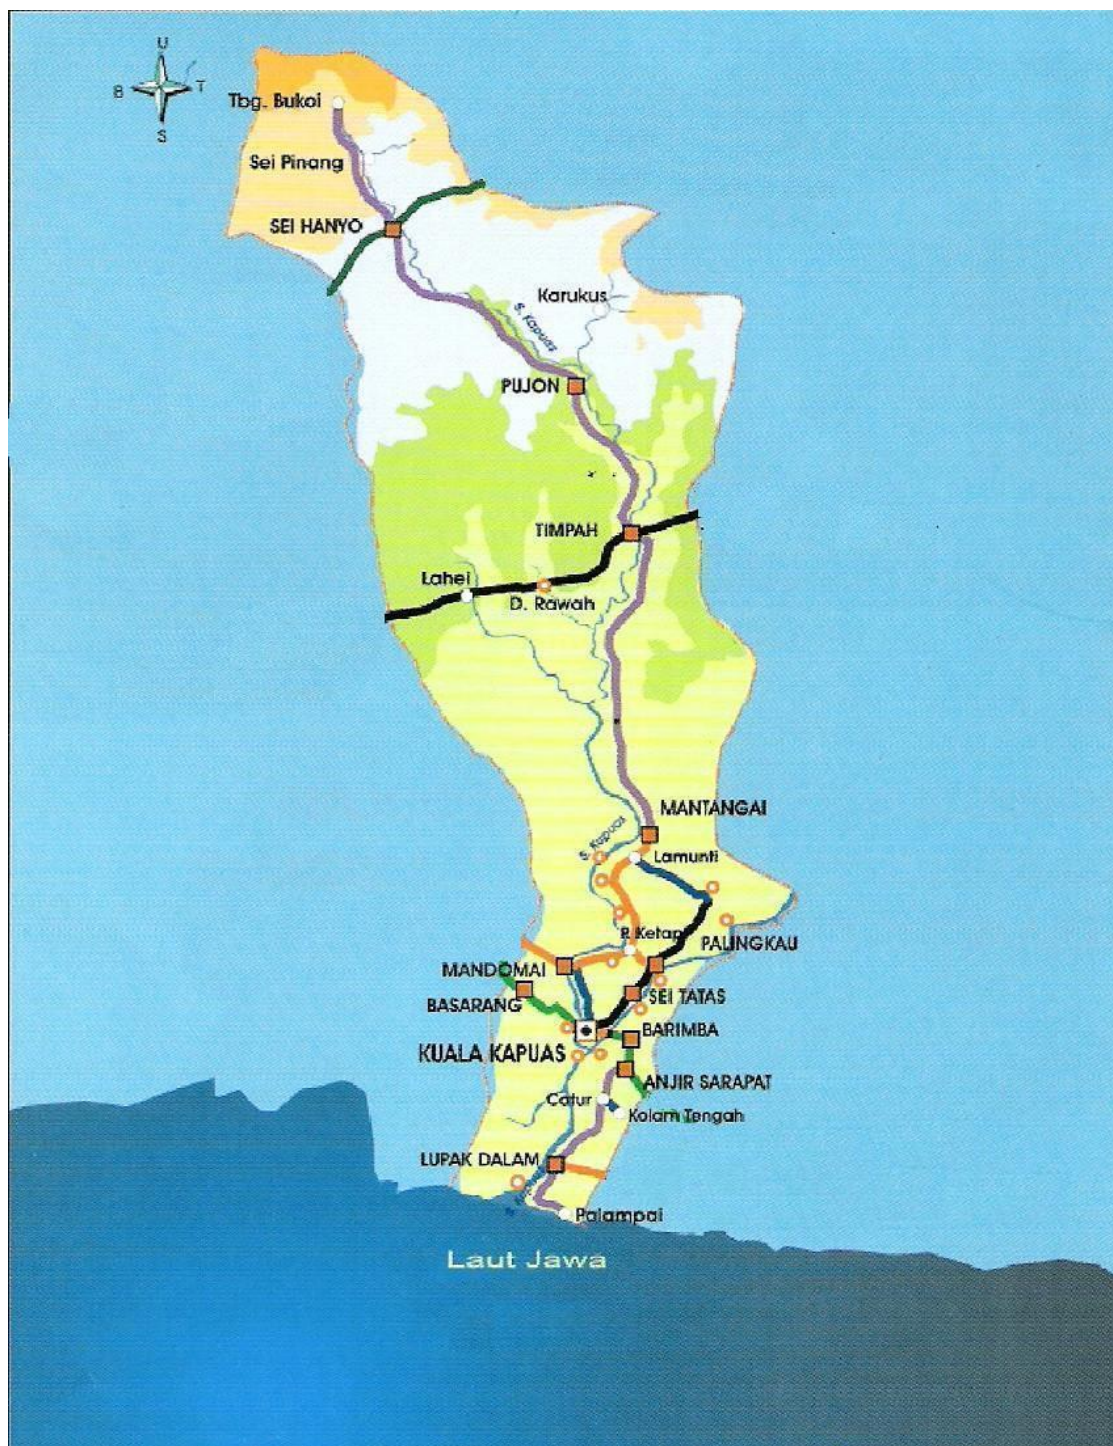 U
B T
S
Tbg. Bukoi
Sei Pinang
SEI HANYO
Karukus
S. Kapuas
PUJON
TIMPAH
Lahei
D. Rawah
MANTANGAI
S. Kapuas
Lamunti
P. Ketap
PALINGKAU
MANDOMAI
BASARANG
SEI TATAS
BARIMBA
KUALA KAPUAS
ANJIR SARAPAT
Catur
Kolam Tengah
LUPAK DALAM
Palampai
Laut Jawa